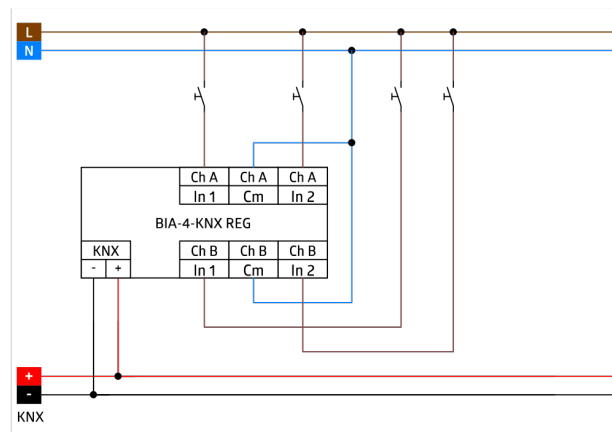 L
N
Ch A Ch A Ch A
In 1 Cm In 2
BIA-4-KNX REG
KNX
- +
Ch B Ch B Ch B
In 1 Cm In 2
+
-
KNX